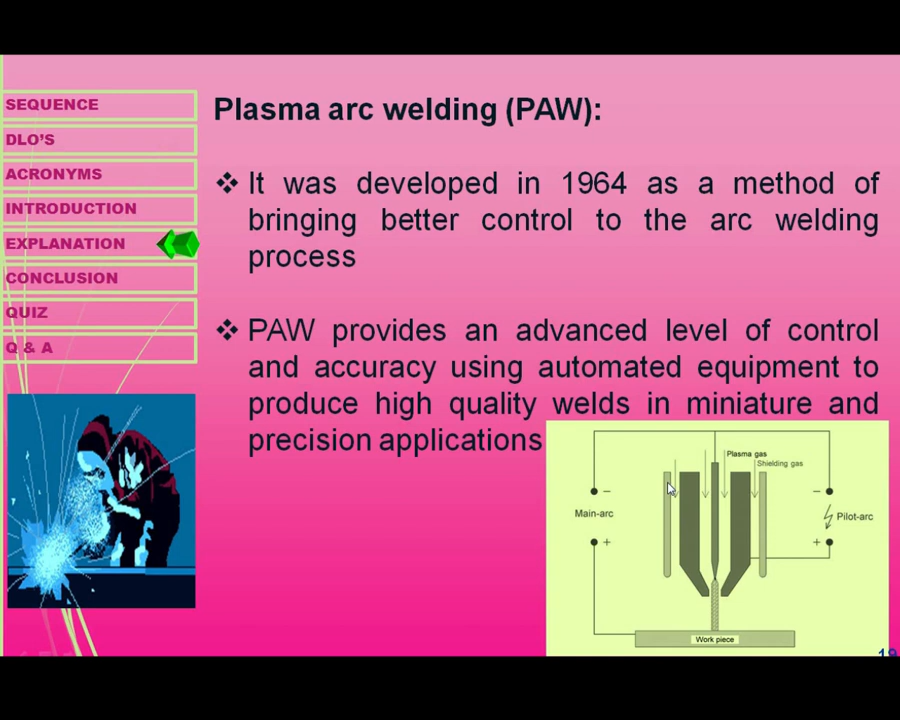 SEQUENCE
DLO'S
ACRONYMS
INTRODUCTION
EXPLANATION
CONCLUSION
QUIZ
Q & A
Plasma arc welding (PAW):
❖ It was developed in 1964 as a method of
bringing better control to the arc welding
process
❖ PAW provides an advanced level of control
and accuracy using automated equipment to
produce high quality welds in miniature and
precision applications
Plasma gas
Shielding gas
− −
Main-arc Pilot-arc
+ +
Work piece
19